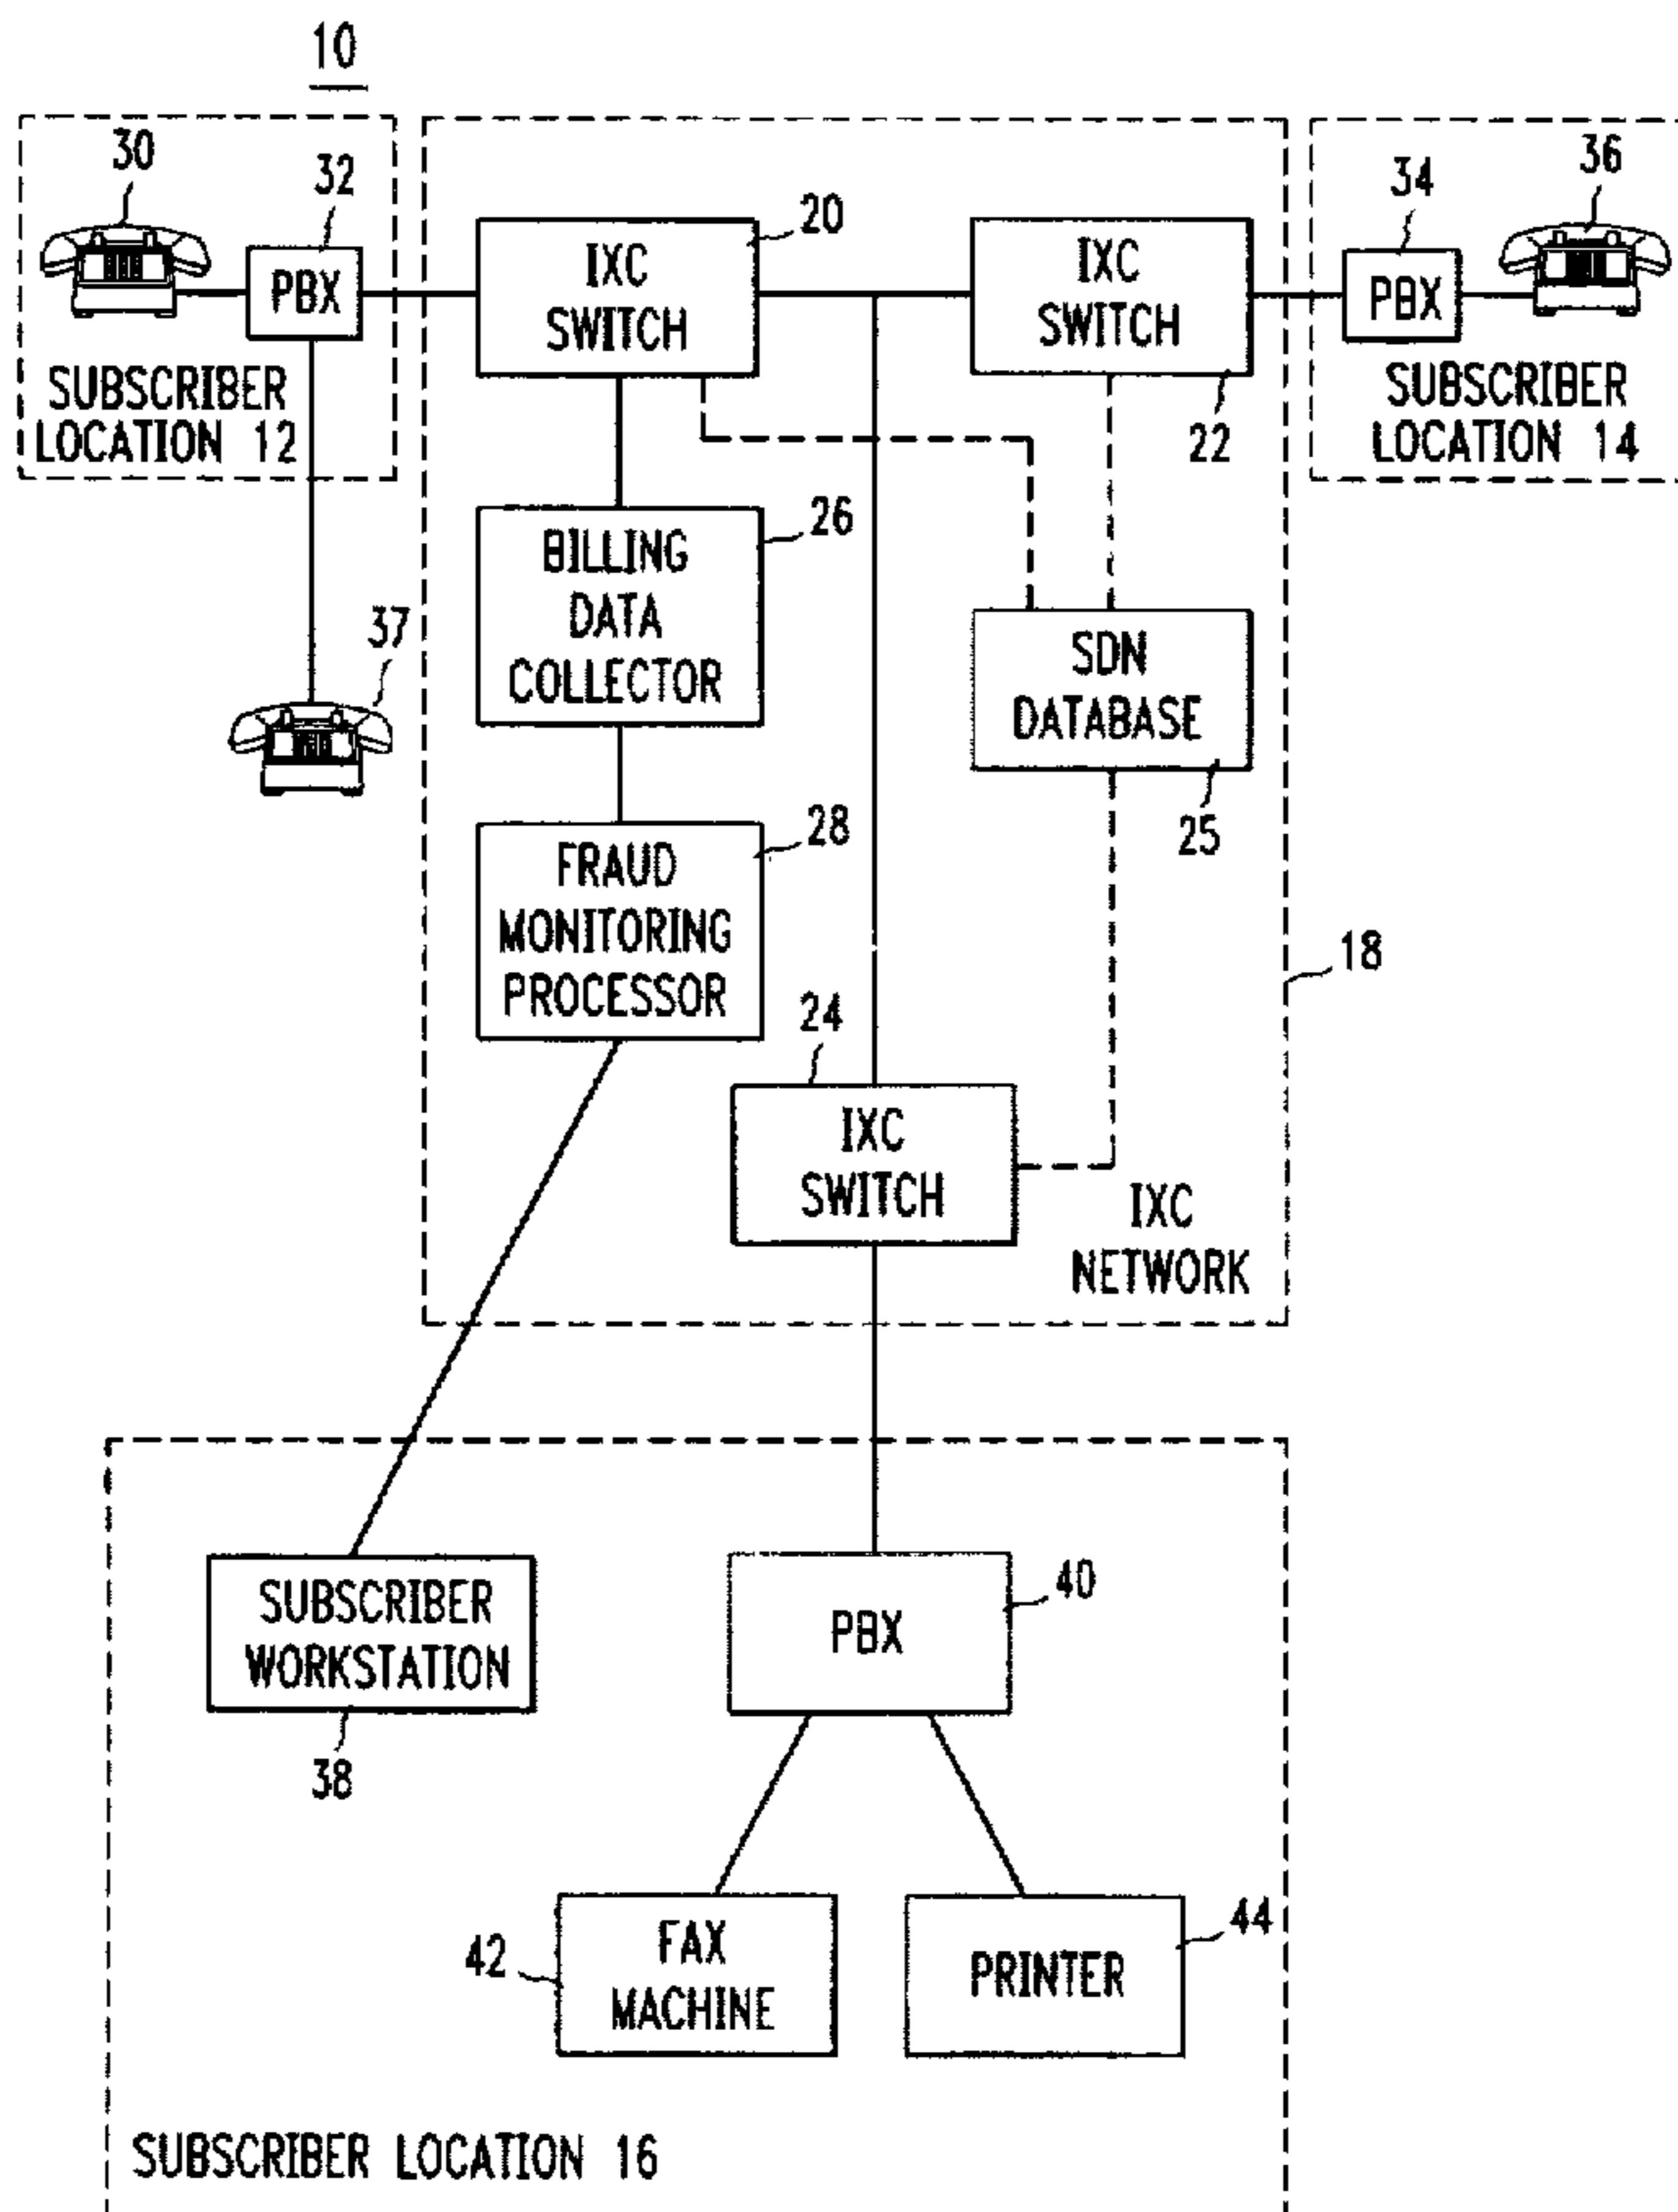 10
30
32
PBX
SUBSCRIBER
LOCATION 12
37
20
IXC
SWITCH
IXC
SWITCH
22
34
36
PBX
SUBSCRIBER
LOCATION 14
26
BILLING
DATA
COLLECTOR
SDN
DATABASE
25
28
FRAUD
MONITORING
PROCESSOR
18
24
IXC
SWITCH
IXC
NETWORK
SUBSCRIBER
WORKSTATION
38
40
PBX
42
FAX
MACHINE
44
PRINTER
SUBSCRIBER LOCATION 16